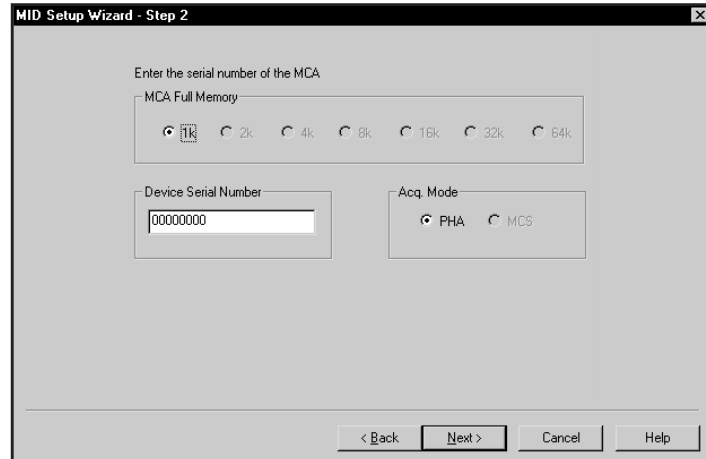 MID Setup Wizard - Step 2
Enter the serial number of the MCA
MCA Full Memory
1k 2k 4k 8k 16k 32k 64k
Device Serial Number Acq. Mode
00000000 PHA MCS
< Back Next > Cancel Help